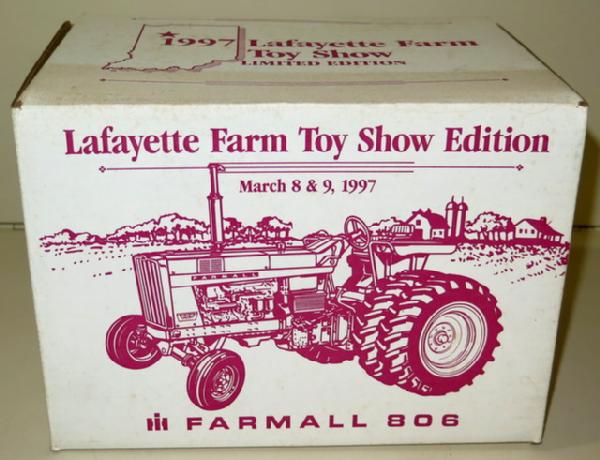 1997 Lafayette Farm
Toy Show
LIMITED EDITION
Lafayette Farm Toy Show Edition
March 8 & 9, 1997
FARMALL
IH FARMALL 806